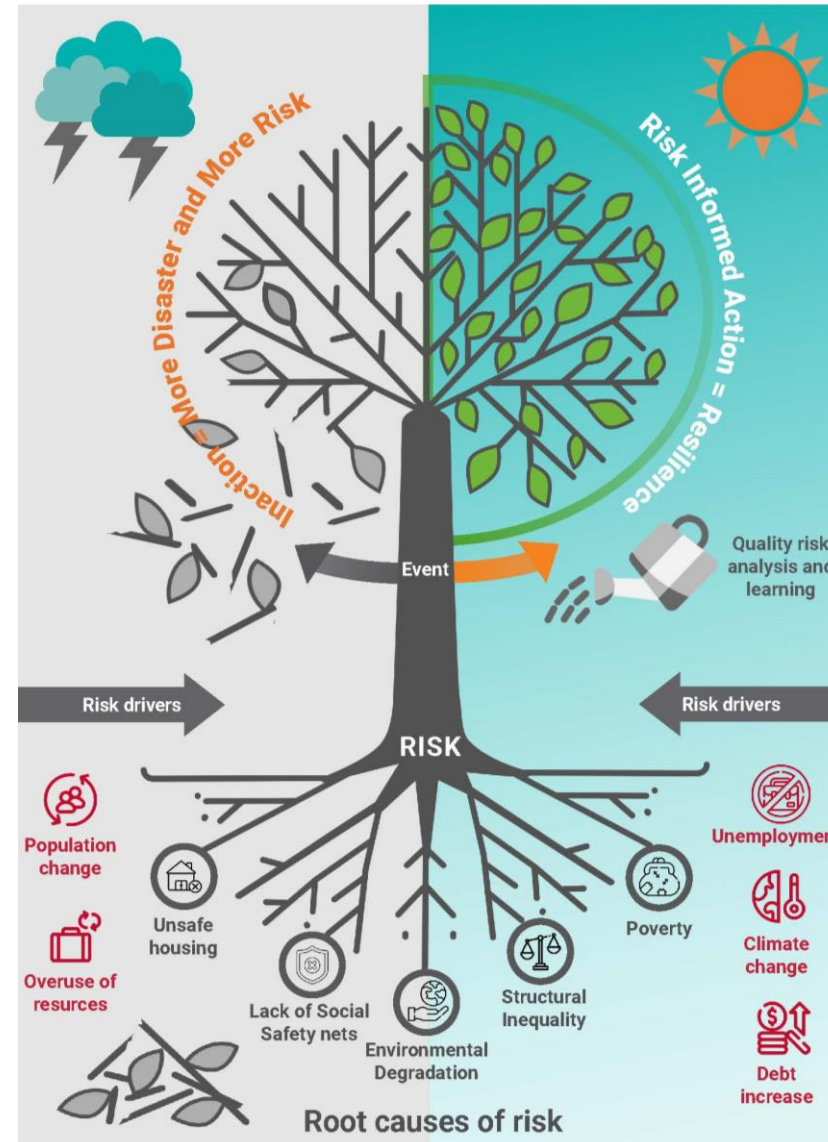 Inaction = More Disaster and More Risk
Risk Informed Action = Resilience
Quality risk
analysis and
learning
Event
Risk drivers
Risk drivers
RISK
Population
change
Overuse of
resurces
Unsafe
housing
Lack of Social
Safety nets
Environmental
Degradation
Structural
Inequality
Poverty
Unemploymen
Climate
change
Debt
increase
Root causes of risk